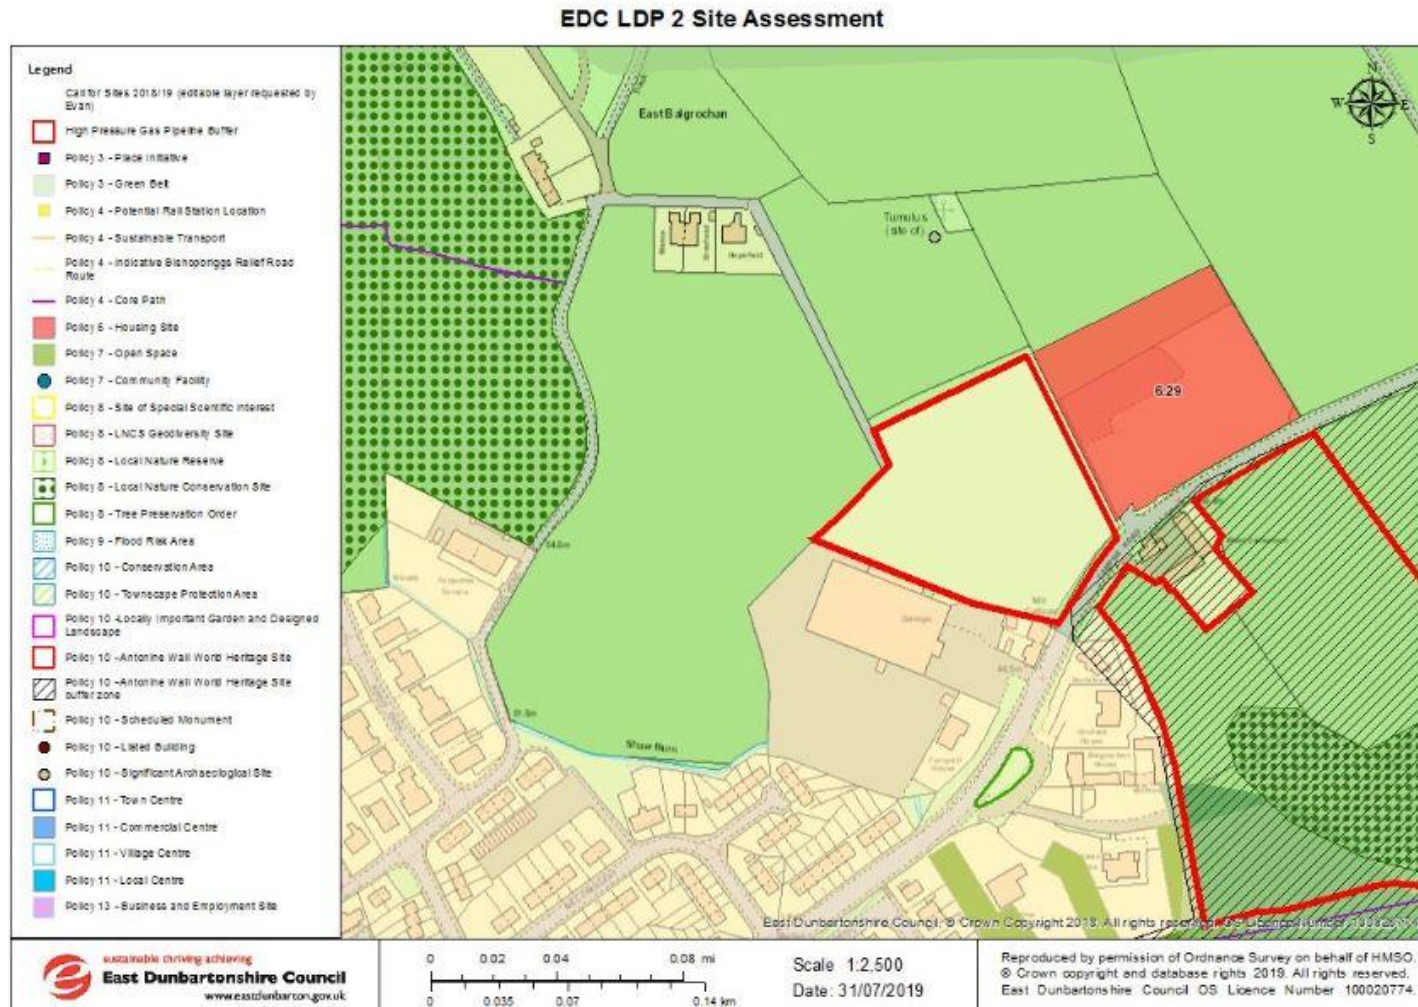 EDC LDP 2 Site Assessment
Legend
Call for Sites 2018/19 (editable layer requested by
Evan)
High Pressure Gas Pipeline Buffer
Policy 3 - Place Initiative
Policy 3 - Green Belt
Policy 4 - Potential Rail Station Location
Policy 4 - Sustainable Transport
Policy 4 - Indicative Bishopbriggs Relief Road
Route
Policy 4 - Core Path
Policy 6 - Housing Site
Policy 7 - Open Space
Policy 7 - Community Facility
Policy 8 - Site of Special Scientific Interest
Policy 8 - LNCS Geodiversity Site
Policy 8 - Local Nature Reserve
Policy 8 - Local Nature Conservation Site
Policy 8 - Tree Preservation Order
Policy 9 - Flood Risk Area
Policy 10 - Conservation Area
Policy 10 - Townscape Protection Area
Policy 10 -Locally Important Garden and Designed
Landscape
Policy 10 -Antonine Wall World Heritage Site
Policy 10 -Antonine Wall World Heritage Site
buffer zone
Policy 10 - Scheduled Monument
Policy 10 - Listed Building
Policy 10 - Significant Archaeological Site
Policy 11 - Town Centre
Policy 11 - Commercial Centre
Policy 11 - Village Centre
Policy 11 - Local Centre
Policy 13 - Business and Employment Site
N
W E
S
East Balgrochan
Tumulus
(site of)
Hopefield
6.29
Garage
Shaw Burn
East Dunbartonshire Council. © Crown Copyright 2018. All rights
sustainable thriving achieving
East Dunbartonshire Council
www.eastdunbarton.gov.uk
0 0.02 0.04 0.08 mi
0 0.035 0.07 0.14 km
Scale 1:2,500
Date: 31/07/2019
Reproduced by permission of Ordnance Survey on behalf of HMSO.
© Crown copyright and database rights 2019. All rights reserved.
East Dunbartonshire Council OS Licence Number 100020774.